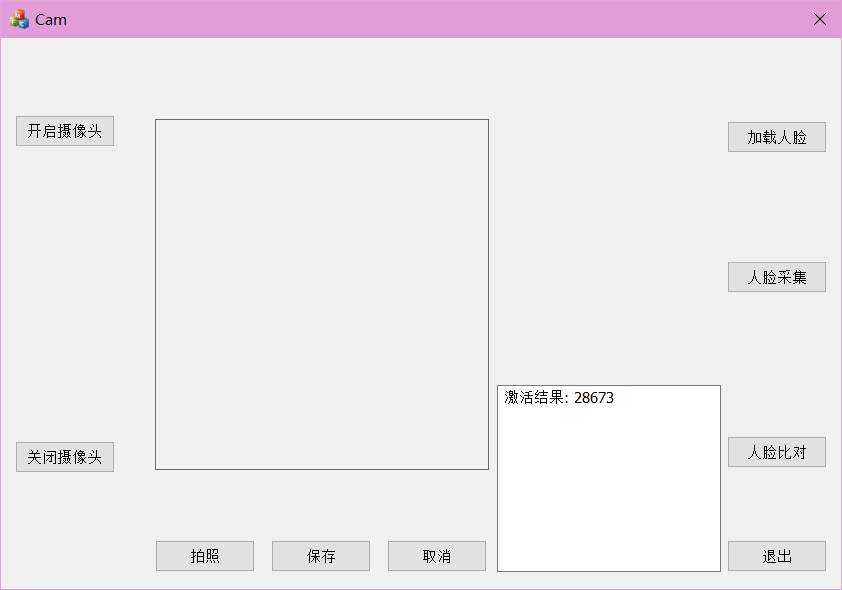 Cam
开启摄像头
加载人脸
人脸采集
激活结果: 28673
关闭摄像头
人脸比对
拍照
保存
取消
退出